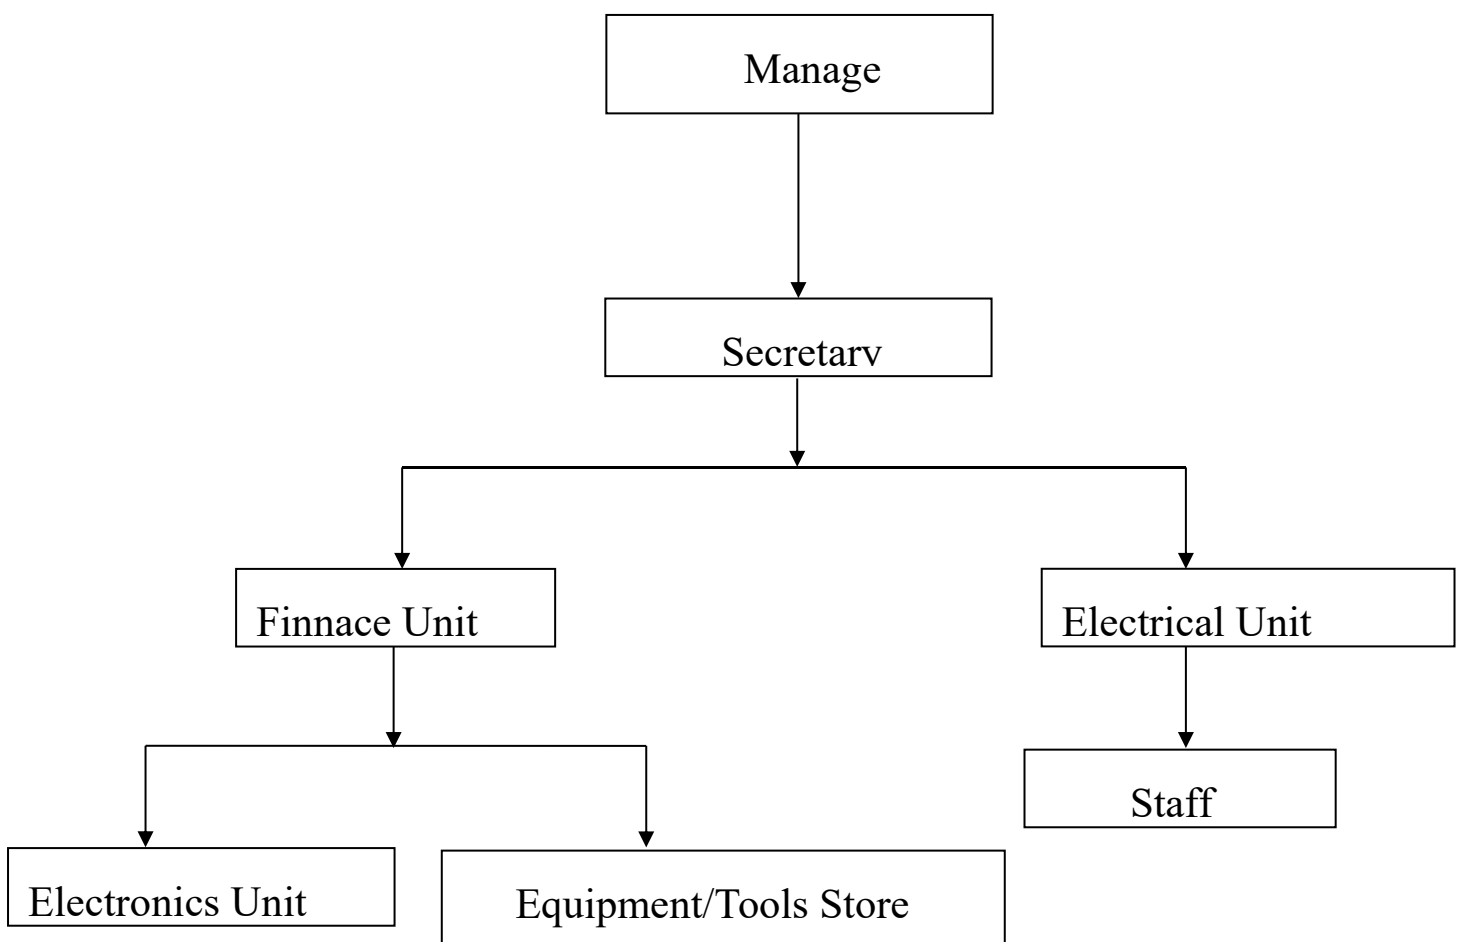 Manage
Secretary
Finnace Unit
Electrical Unit
Staff
Electronics Unit
Equipment/Tools Store